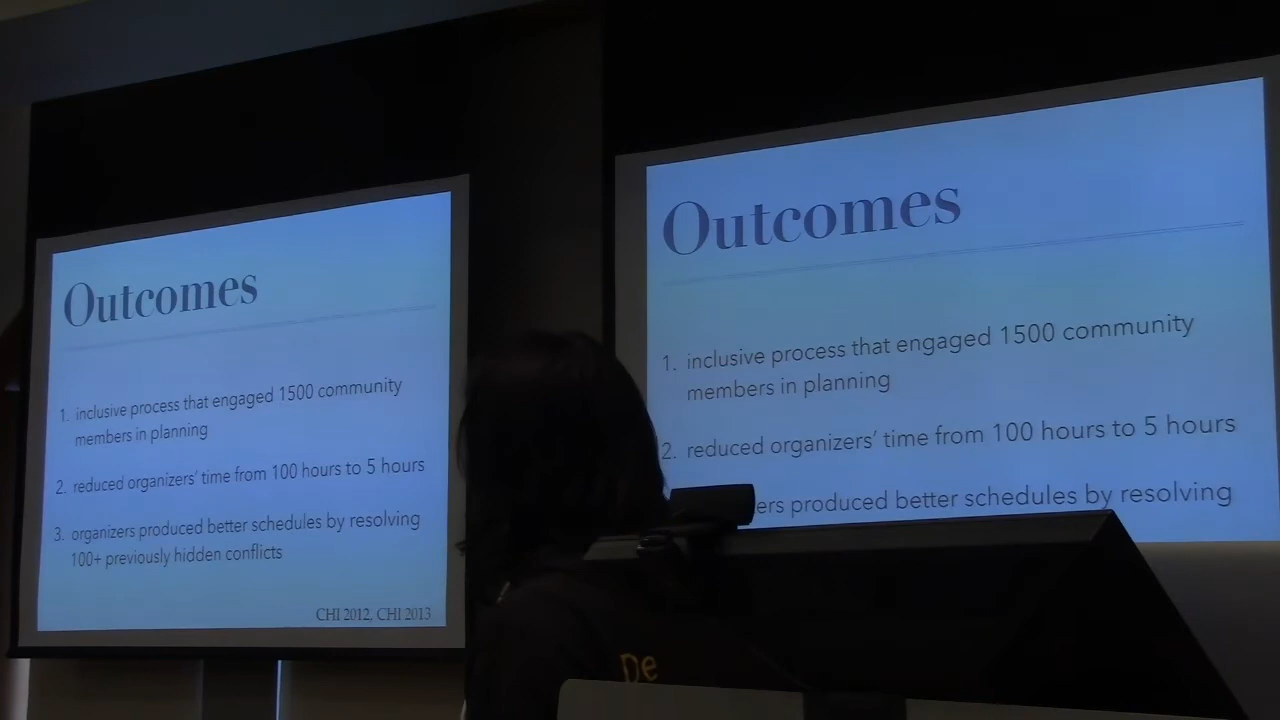 Outcomes
1. inclusive process that engaged 1500 community
members in planning
2. reduced organizers' time from 100 hours to 5 hours
3. organizers produced better schedules by resolving
100+ previously hidden conflicts
CHI 2012, CHI 2013
Outcomes
1. inclusive process that engaged 1500 community
members in planning
2. reduced organizers' time from 100 hours to 5 hours
ers produced better schedules by resolving
De